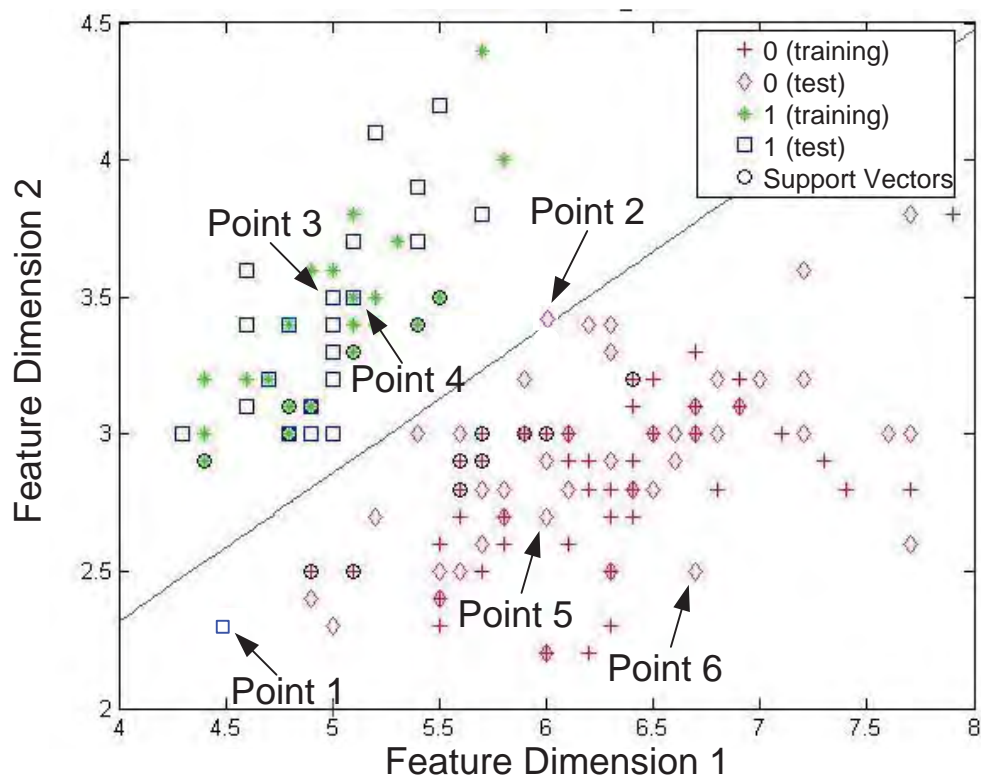 4.5
4
3.5
3
2.5
2
4
4.5
5
5.5
6
6.5
7
7.5
8
Feature Dimension 2
Feature Dimension 1
0 (training)
0 (test)
1 (training)
1 (test)
Support Vectors
Point 3
Point 2
Point 4
Point 5
Point 6
Point 1